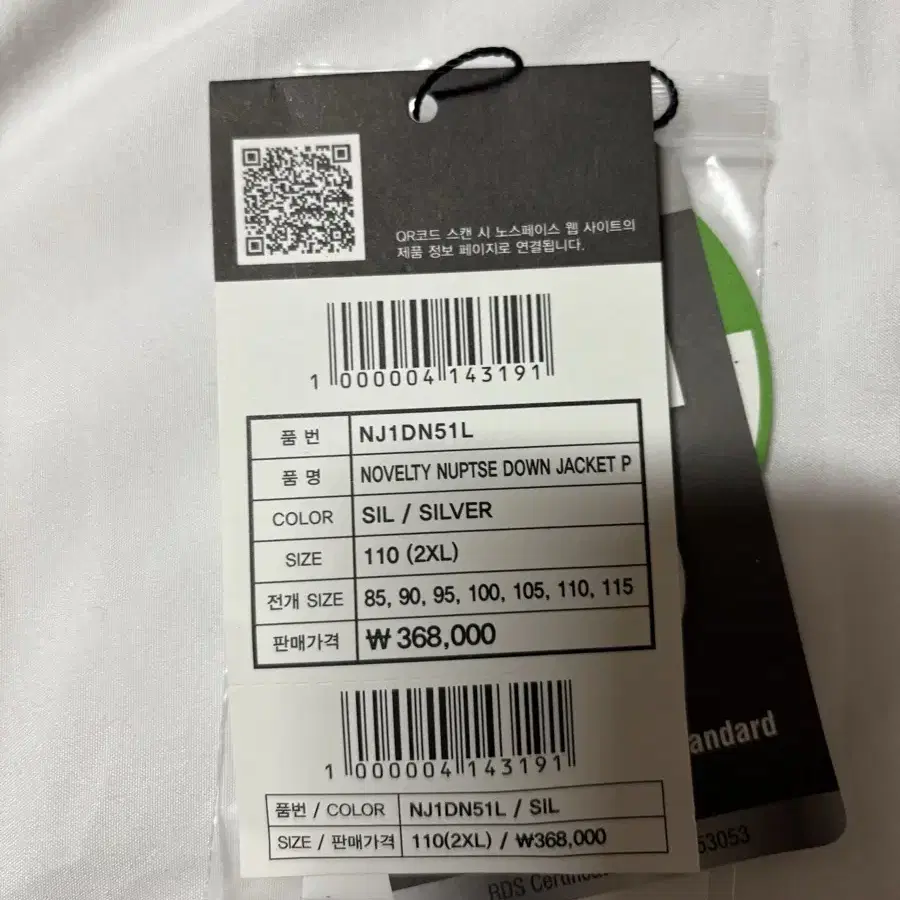 QR코드 스캔 시 노스페이스 웹 사이트의
제품 정보 페이지로 연결됩니다.
1 000004 143191
품 번 NJ1DN51L
품 명 NOVELTY NUPTSE DOWN JACKET P
COLOR SIL / SILVER
SIZE 110 (2XL)
전개 SIZE 85, 90, 95, 100, 105, 110, 115
판매가격 ₩ 368,000
1 000004 143191
품번 / COLOR NJ1DN51L / SIL
SIZE / 판매가격 110(2XL) / ₩368,000
andard
53053
RDS